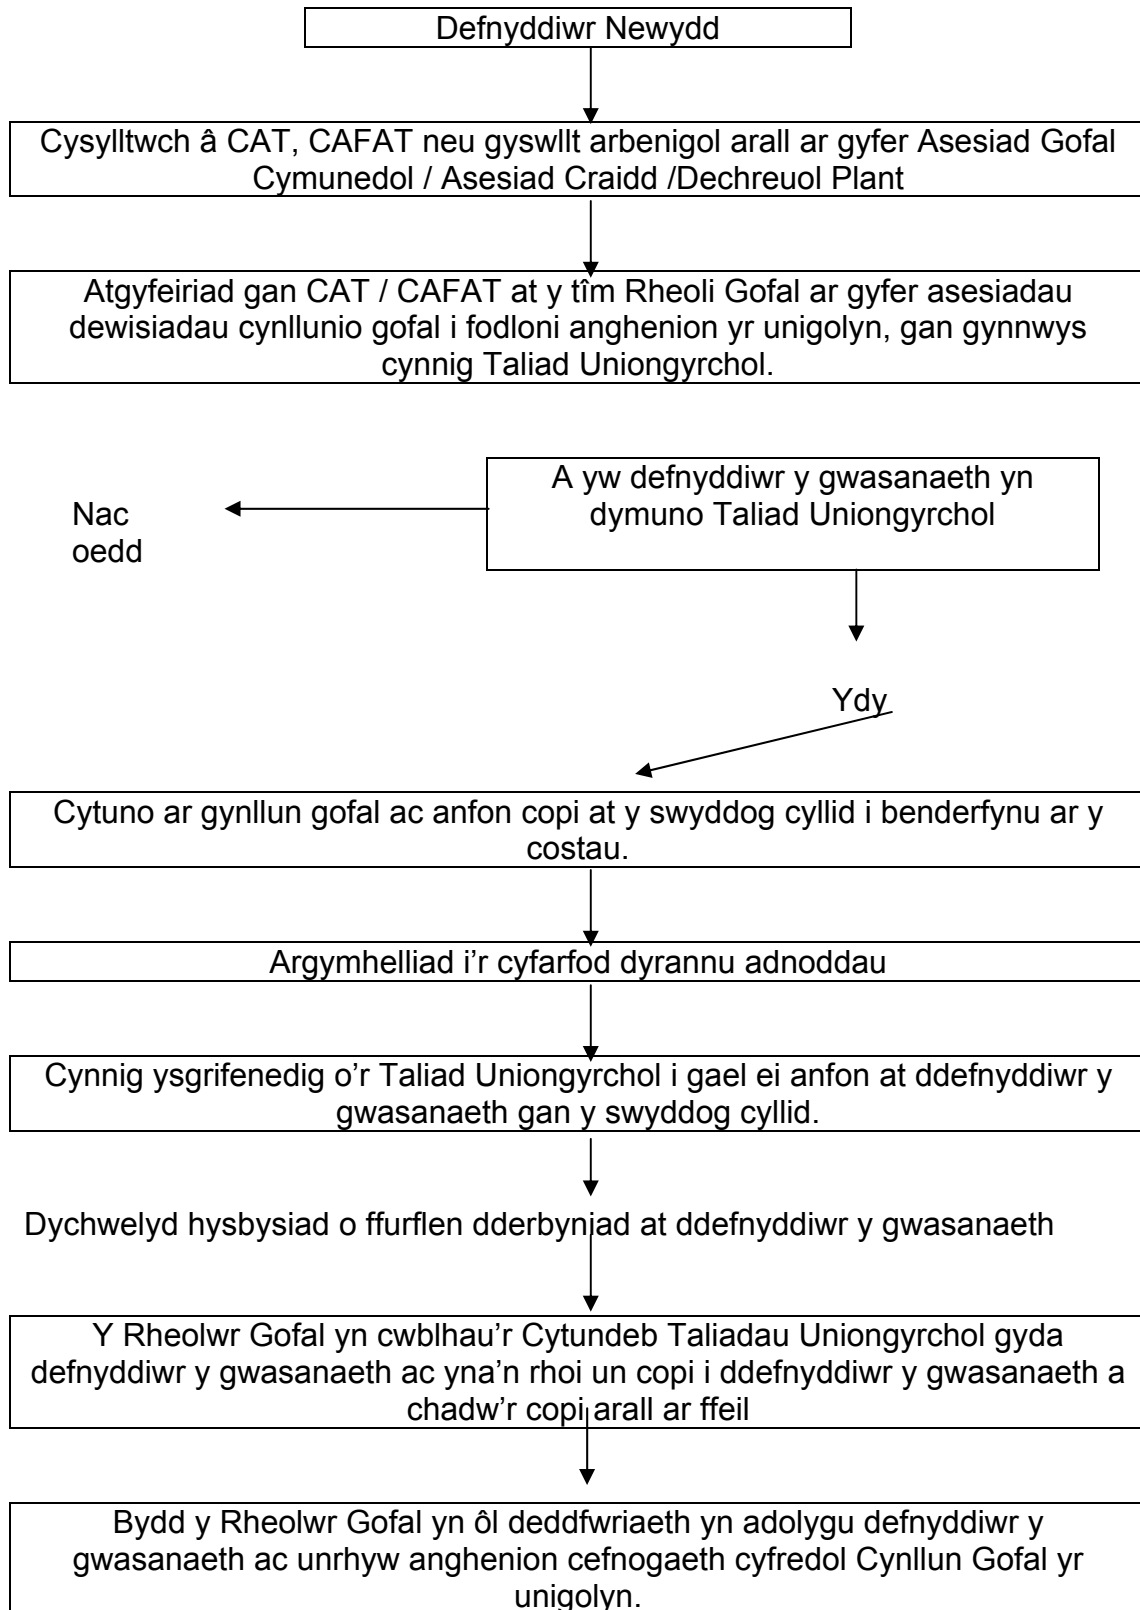 Defnyddiwr Newydd
Cysylltwch â CAT, CAFAT neu gyswllt arbenigol arall ar gyfer Asesiad Gofal
Cymunedol / Asesiad Craidd /Dechreuol Plant
Atgyfeiriad gan CAT / CAFAT at y tîm Rheoli Gofal ar gyfer asesiadau
dewisiadau cynllunio gofal i fodloni anghenion yr unigolyn, gan gynnwys
cynnig Taliad Uniongyrchol.
A yw defnyddiwr y gwasanaeth yn
dymuno Taliad Uniongyrchol
Nac
oedd
Ydy
Cytuno ar gynllun gofal ac anfon copi at y swyddog cyllid i benderfynu ar y
costau.
Argymhelliad i’r cyfarfod dyrannu adnoddau
Cynnig ysgrifenedig o’r Taliad Uniongyrchol i gael ei anfon at ddefnyddiwr y
gwasanaeth gan y swyddog cyllid.
Dychwelyd hysbysiad o ffurflen dderbyniad at ddefnyddiwr y gwasanaeth
Y Rheolwr Gofal yn cwblhau’r Cytundeb Taliadau Uniongyrchol gyda
defnyddiwr y gwasanaeth ac yna’n rhoi un copi i ddefnyddiwr y gwasanaeth a
chadw’r copi arall ar ffeil
Bydd y Rheolwr Gofal yn ôl deddfwriaeth yn adolygu defnyddiwr y
gwasanaeth ac unrhyw anghenion cefnogaeth cyfredol Cynllun Gofal yr
unigolyn.